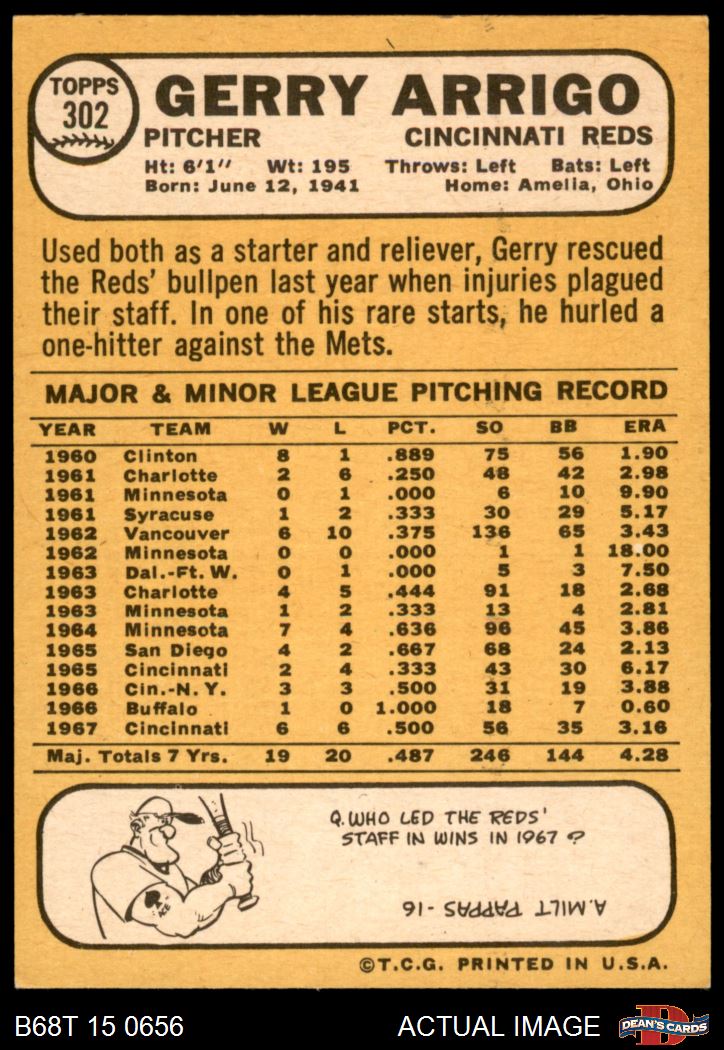 TOPPS
302
GERRY ARRIGO
PITCHER CINCINNATI REDS
Ht: 6'1" Wt: 195 Throws: Left Bats: Left
Born: June 12, 1941 Home: Amelia, Ohio
Used both as a starter and reliever, Gerry rescued
the Reds' bullpen last year when injuries plagued
their staff. In one of his rare starts, he hurled a
one-hitter against the Mets.
MAJOR & MINOR LEAGUE PITCHING RECORD
YEAR TEAM W L PCT. SO BB ERA
1960 Clinton 8 1 .889 75 56 1.90
1961 Charlotte 2 6 .250 48 42 2.98
1961 Minnesota 0 1 .000 6 10 9.90
1961 Syracuse 1 2 .333 30 29 5.17
1962 Vancouver 6 10 .375 136 65 3.43
1962 Minnesota 0 0 .000 1 1 18.00
1963 Dal.-Ft. W. 0 1 .000 5 3 7.50
1963 Charlotte 4 5 .444 91 18 2.68
1963 Minnesota 1 2 .333 13 4 2.81
1964 Minnesota 7 4 .636 96 45 3.86
1965 San Diego 4 2 .667 68 24 2.13
1965 Cincinnati 2 4 .333 43 30 6.17
1966 Cin.-N. Y. 3 3 .500 31 19 3.88
1966 Buffalo 1 0 1.000 18 7 0.60
1967 Cincinnati 6 6 .500 56 35 3.16
Maj. Totals 7 Yrs. 19 20 .487 246 144 4.28
Q. WHO LED THE REDS'
STAFF IN WINS IN 1967 ?
ACE
A. MILT PAPPAS - 16
©T.C.G. PRINTED IN U.S.A.
B68T 15 0656 ACTUAL IMAGE D DEAN'S CARDS